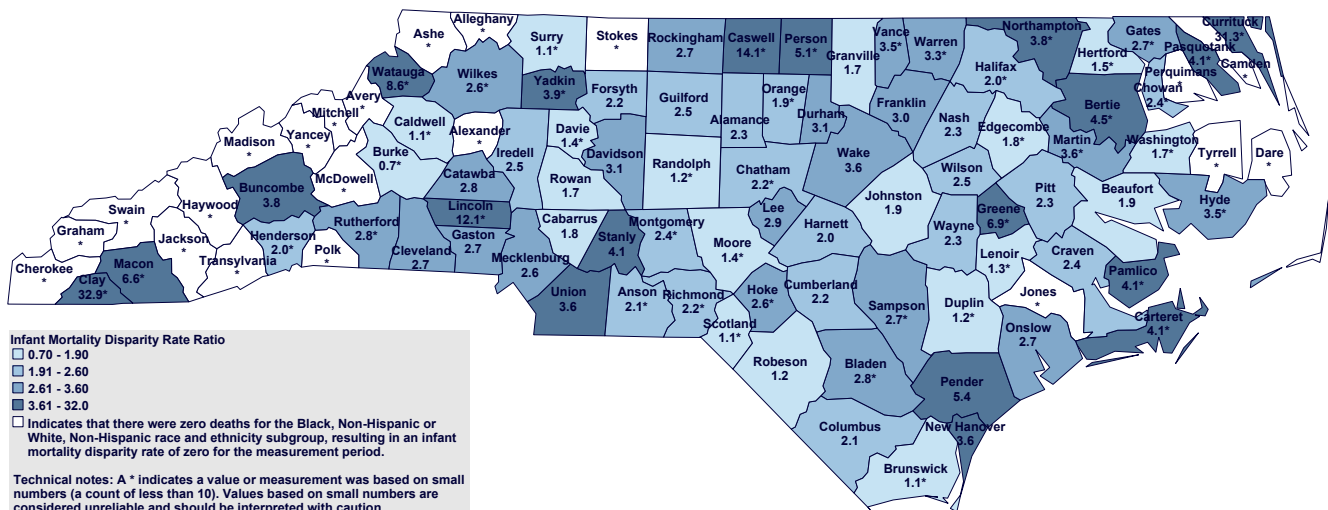 Alleghany
*
Ashe
*
Surry
1.1*
Stokes
*
Rockingham
2.7
Caswell
14.1*
Person
5.1*
Granville
1.7
Vance
3.5*
Warren
3.3*
Northampton
3.8*
Gates
2.7*
Currituck
31.3*
Pasquotank
4.1*
Camden
*
Hertford
1.5*
Perquimans
*
Chowan
2.4*
Halifax
2.0*
Bertie
4.5*
Watauga
8.6*
Wilkes
2.6*
Yadkin
3.9*
Forsyth
2.2
Guilford
2.5
Alamance
2.3
Orange
1.9*
Durham
3.1
Franklin
3.0
Nash
2.3
Edgecombe
1.8*
Martin
3.6*
Washington
1.7*
Tyrrell
*
Dare
*
Avery
*
Mitchell
*
Yancey
*
Madison
*
Caldwell
1.1*
Alexander
*
Davie
1.4*
Iredell
2.5
Davidson
3.1
Randolph
1.2*
Chatham
2.2*
Wake
3.6
Wilson
2.5
Pitt
2.3
Beaufort
1.9
Hyde
3.5*
Burke
0.7*
McDowell
*
Buncombe
3.8
Catawba
2.8
Rowan
1.7
Johnston
1.9
Greene
6.9*
Haywood
*
Swain
*
Graham
*
Jackson
*
Cherokee
*
Macon
6.6*
Clay
32.9*
Transylvania
*
Henderson
2.0*
Polk
*
Rutherford
2.8*
Cleveland
2.7
Lincoln
12.1*
Gaston
2.7
Mecklenburg
2.6
Cabarrus
1.8
Stanly
4.1
Montgomery
2.4*
Moore
1.4*
Lee
2.9
Harnett
2.0
Wayne
2.3
Lenoir
1.3*
Craven
2.4
Pamlico
4.1*
Union
3.6
Anson
2.1*
Richmond
2.2*
Scotland
1.1*
Hoke
2.6*
Cumberland
2.2
Sampson
2.7*
Duplin
1.2*
Jones
*
Onslow
2.7
Carteret
4.1*
Robeson
1.2
Bladen
2.8*
Pender
5.4
Columbus
2.1
New Hanover
3.6
Brunswick
1.1*
Infant Mortality Disparity Rate Ratio
0.70 - 1.90
1.91 - 2.60
2.61 - 3.60
3.61 - 32.0
Indicates that there were zero deaths for the Black, Non-Hispanic or
White, Non-Hispanic race and ethnicity subgroup, resulting in an infant
mortality disparity rate of zero for the measurement period.
Technical notes: A * indicates a value or measurement was based on small
numbers (a count of less than 10). Values based on small numbers are
considered unreliable and should be interpreted with caution